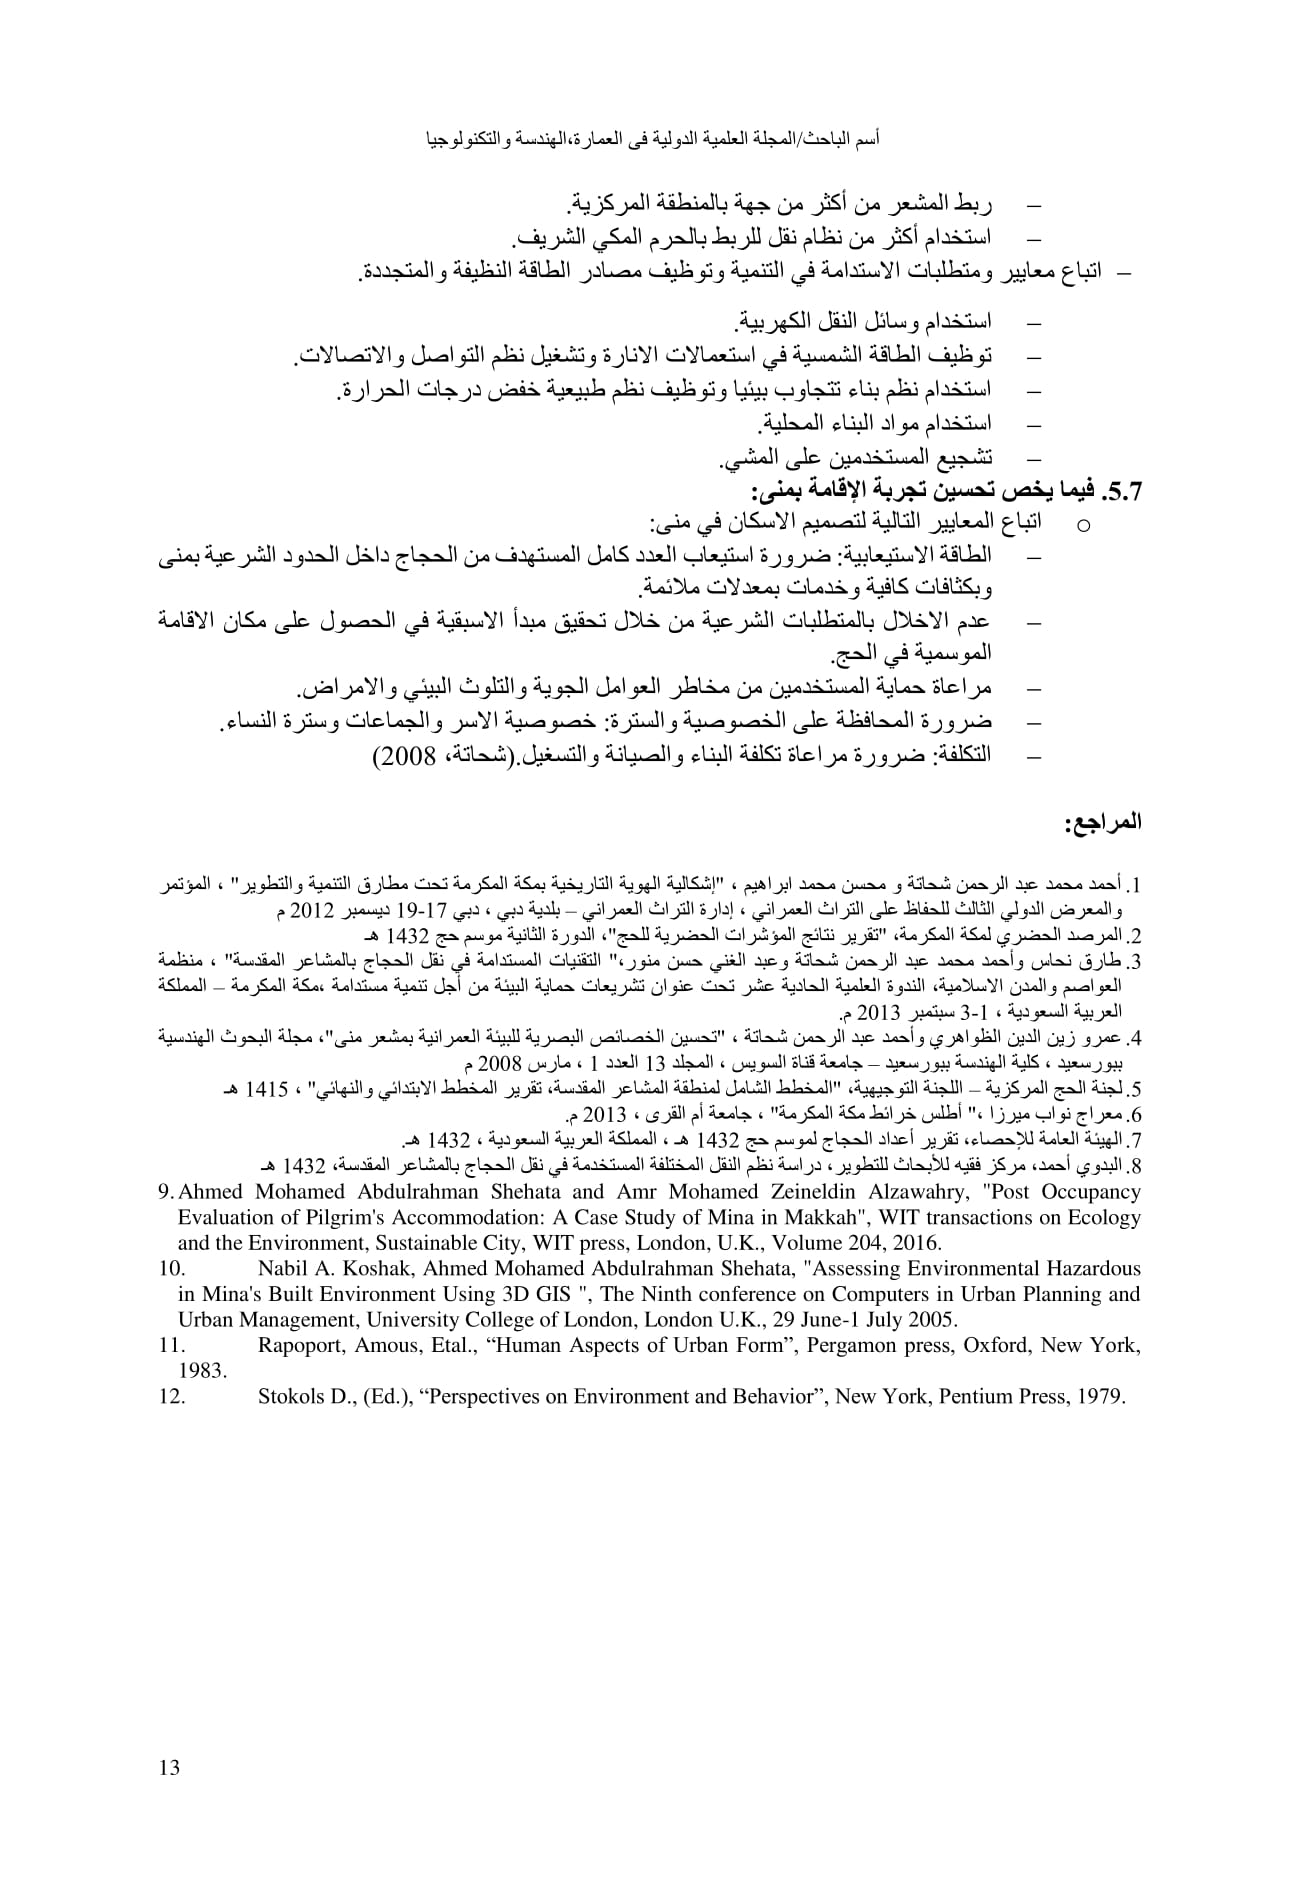 أسم الباحث/المجلة العلمية الدولية فى العمارة،الهندسة والتكنولوجيا
– ربط المشعر من أكثر من جهة بالمنطقة المركزية.
– استخدام أكثر من نظام نقل للربط بالحرم المكي الشريف.
– اتباع معايير ومتطلبات الاستدامة في التنمية وتوظيف مصادر الطاقة النظيفة والمتجددة.
– استخدام وسائل النقل الكهربية.
– توظيف الطاقة الشمسية في استعمالات الانارة وتشغيل نظم التواصل والاتصالات.
– استخدام نظم بناء تتجاوب بيئيا وتوظيف نظم طبيعية خفض درجات الحرارة.
– استخدام مواد البناء المحلية.
– تشجيع المستخدمين على المشي.
5.7. فيما يخص تحسين تجربة الإقامة بمنى:
o اتباع المعايير التالية لتصميم الاسكان في منى:
– الطاقة الاستيعابية: ضرورة استيعاب العدد كامل المستهدف من الحجاج داخل الحدود الشرعية بمنى
وبكثافات كافية وخدمات بمعدلات ملائمة.
– عدم الاخلال بالمتطلبات الشرعية من خلال تحقيق مبدأ الاسبقية في الحصول على مكان الاقامة
الموسمية في الحج.
– مراعاة حماية المستخدمين من مخاطر العوامل الجوية والتلوث البيئي والامراض.
– ضرورة المحافظة على الخصوصية والسترة: خصوصية الاسر والجماعات وسترة النساء.
– التكلفة: ضرورة مراعاة تكلفة البناء والصيانة والتسغيل.(شحاتة، 2008)
المراجع:
1. أحمد محمد عبد الرحمن شحاتة و محسن محمد ابراهيم ، "إشكالية الهوية التاريخية بمكة المكرمة تحت مطارق التنمية والتطوير" ، المؤتمر
والمعرض الدولي الثالث للحفاظ على التراث العمراني ، إدارة التراث العمراني – بلدية دبي ، دبي 17-19 ديسمبر 2012 م
2. المرصد الحضري لمكة المكرمة، "تقرير نتائج المؤشرات الحضرية للحج"، الدورة الثانية موسم حج 1432 هـ
3. طارق نحاس وأحمد محمد عبد الرحمن شحاتة وعبد الغني حسن منور،" التقنيات المستدامة في نقل الحجاج بالمشاعر المقدسة" ، منظمة
العواصم والمدن الاسلامية، الندوة العلمية الحادية عشر تحت عنوان تشريعات حماية البيئة من أجل تنمية مستدامة ،مكة المكرمة – المملكة
العربية السعودية ، 1-3 سبتمبر 2013 م.
4. عمرو زين الدين الظواهري وأحمد عبد الرحمن شحاتة ، "تحسين الخصائص البصرية للبيئة العمرانية بمشعر منى"، مجلة البحوث الهندسية
ببورسعيد ، كلية الهندسة ببورسعيد – جامعة قناة السويس ، المجلد 13 العدد 1 ، مارس 2008 م
5. لجنة الحج المركزية – اللجنة التوجيهية، "المخطط الشامل لمنطقة المشاعر المقدسة، تقرير المخطط الابتدائي والنهائي" ، 1415 هـ
6. معراج نواب ميرزا ،" أطلس خرائط مكة المكرمة" ، جامعة أم القرى ، 2013 م.
7. الهيئة العامة للإحصاء، تقرير أعداد الحجاج لموسم حج 1432 هـ ، المملكة العربية السعودية ، 1432 هـ.
8. البدوي أحمد، مركز فقيه للأبحاث للتطوير، دراسة نظم النقل المختلفة المستخدمة في نقل الحجاج بالمشاعر المقدسة، 1432 هـ
9. Ahmed Mohamed Abdulrahman Shehata and Amr Mohamed Zeineldin Alzawahry, "Post Occupancy
Evaluation of Pilgrim's Accommodation: A Case Study of Mina in Makkah", WIT transactions on Ecology
and the Environment, Sustainable City, WIT press, London, U.K., Volume 204, 2016.
10. Nabil A. Koshak, Ahmed Mohamed Abdulrahman Shehata, "Assessing Environmental Hazardous
in Mina's Built Environment Using 3D GIS ", The Ninth conference on Computers in Urban Planning and
Urban Management, University College of London, London U.K., 29 June-1 July 2005.
11. Rapoport, Amous, Etal., “Human Aspects of Urban Form”, Pergamon press, Oxford, New York,
1983.
12. Stokols D., (Ed.), “Perspectives on Environment and Behavior”, New York, Pentium Press, 1979.
13